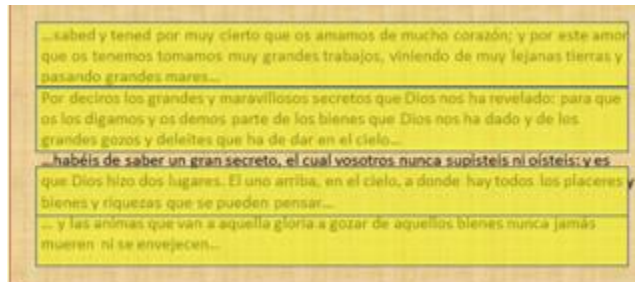 ...sabed y tened por muy cierto que os amamos de mucho corazón; y por este amor
que os tenemos tomamos muy grandes trabajos, viniendo de muy lejanas tierras y
pasando grandes mares...
Por deciros los grandes y maravillosos secretos que Dios nos ha revelado: para que
os los digamos y os demos parte de los bienes que Dios nos ha dado y de los
grandes gozos y deleites que ha de dar en el cielo...
...habéis de saber un gran secreto, el cual vosotros nunca supisteis ni oísteis: y es
que Dios hizo dos lugares. El uno arriba, en el cielo, a donde hay todos los placeres y
bienes y riquezas que se pueden pensar...
... y las animas que van a aquella gloria a gozar de aquellos bienes nunca jamás
mueren ni se envejecen...